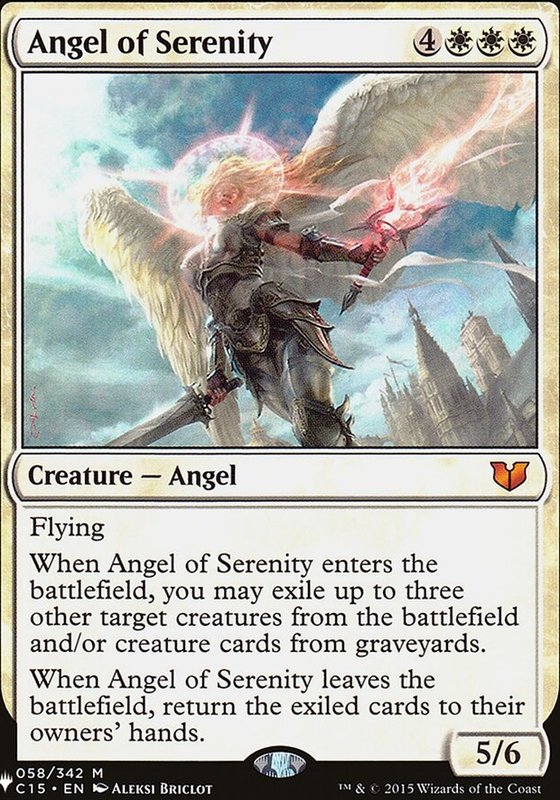 Angel of Serenity 4
Creature — Angel
Flying
When Angel of Serenity enters the
battlefield, you may exile up to three
other target creatures from the battlefield
and/or creature cards from graveyards.
When Angel of Serenity leaves the
battlefield, return the exiled cards to their
owners' hands.
5/6
058/342 M
C15 • EN Aleksi Briclot
™ & © 2015 Wizards of the Coast